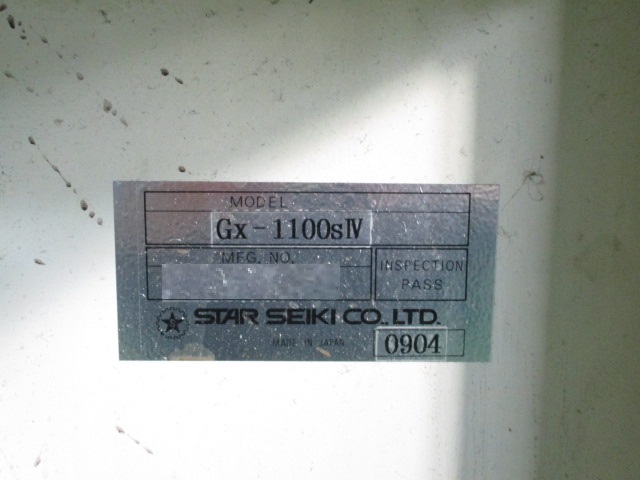 MODEL
Gx-1100sⅣ
MFG. NO.
INSPECTION
PASS
STAR SEIKI CO. LTD.
MADE IN JAPAN
0904